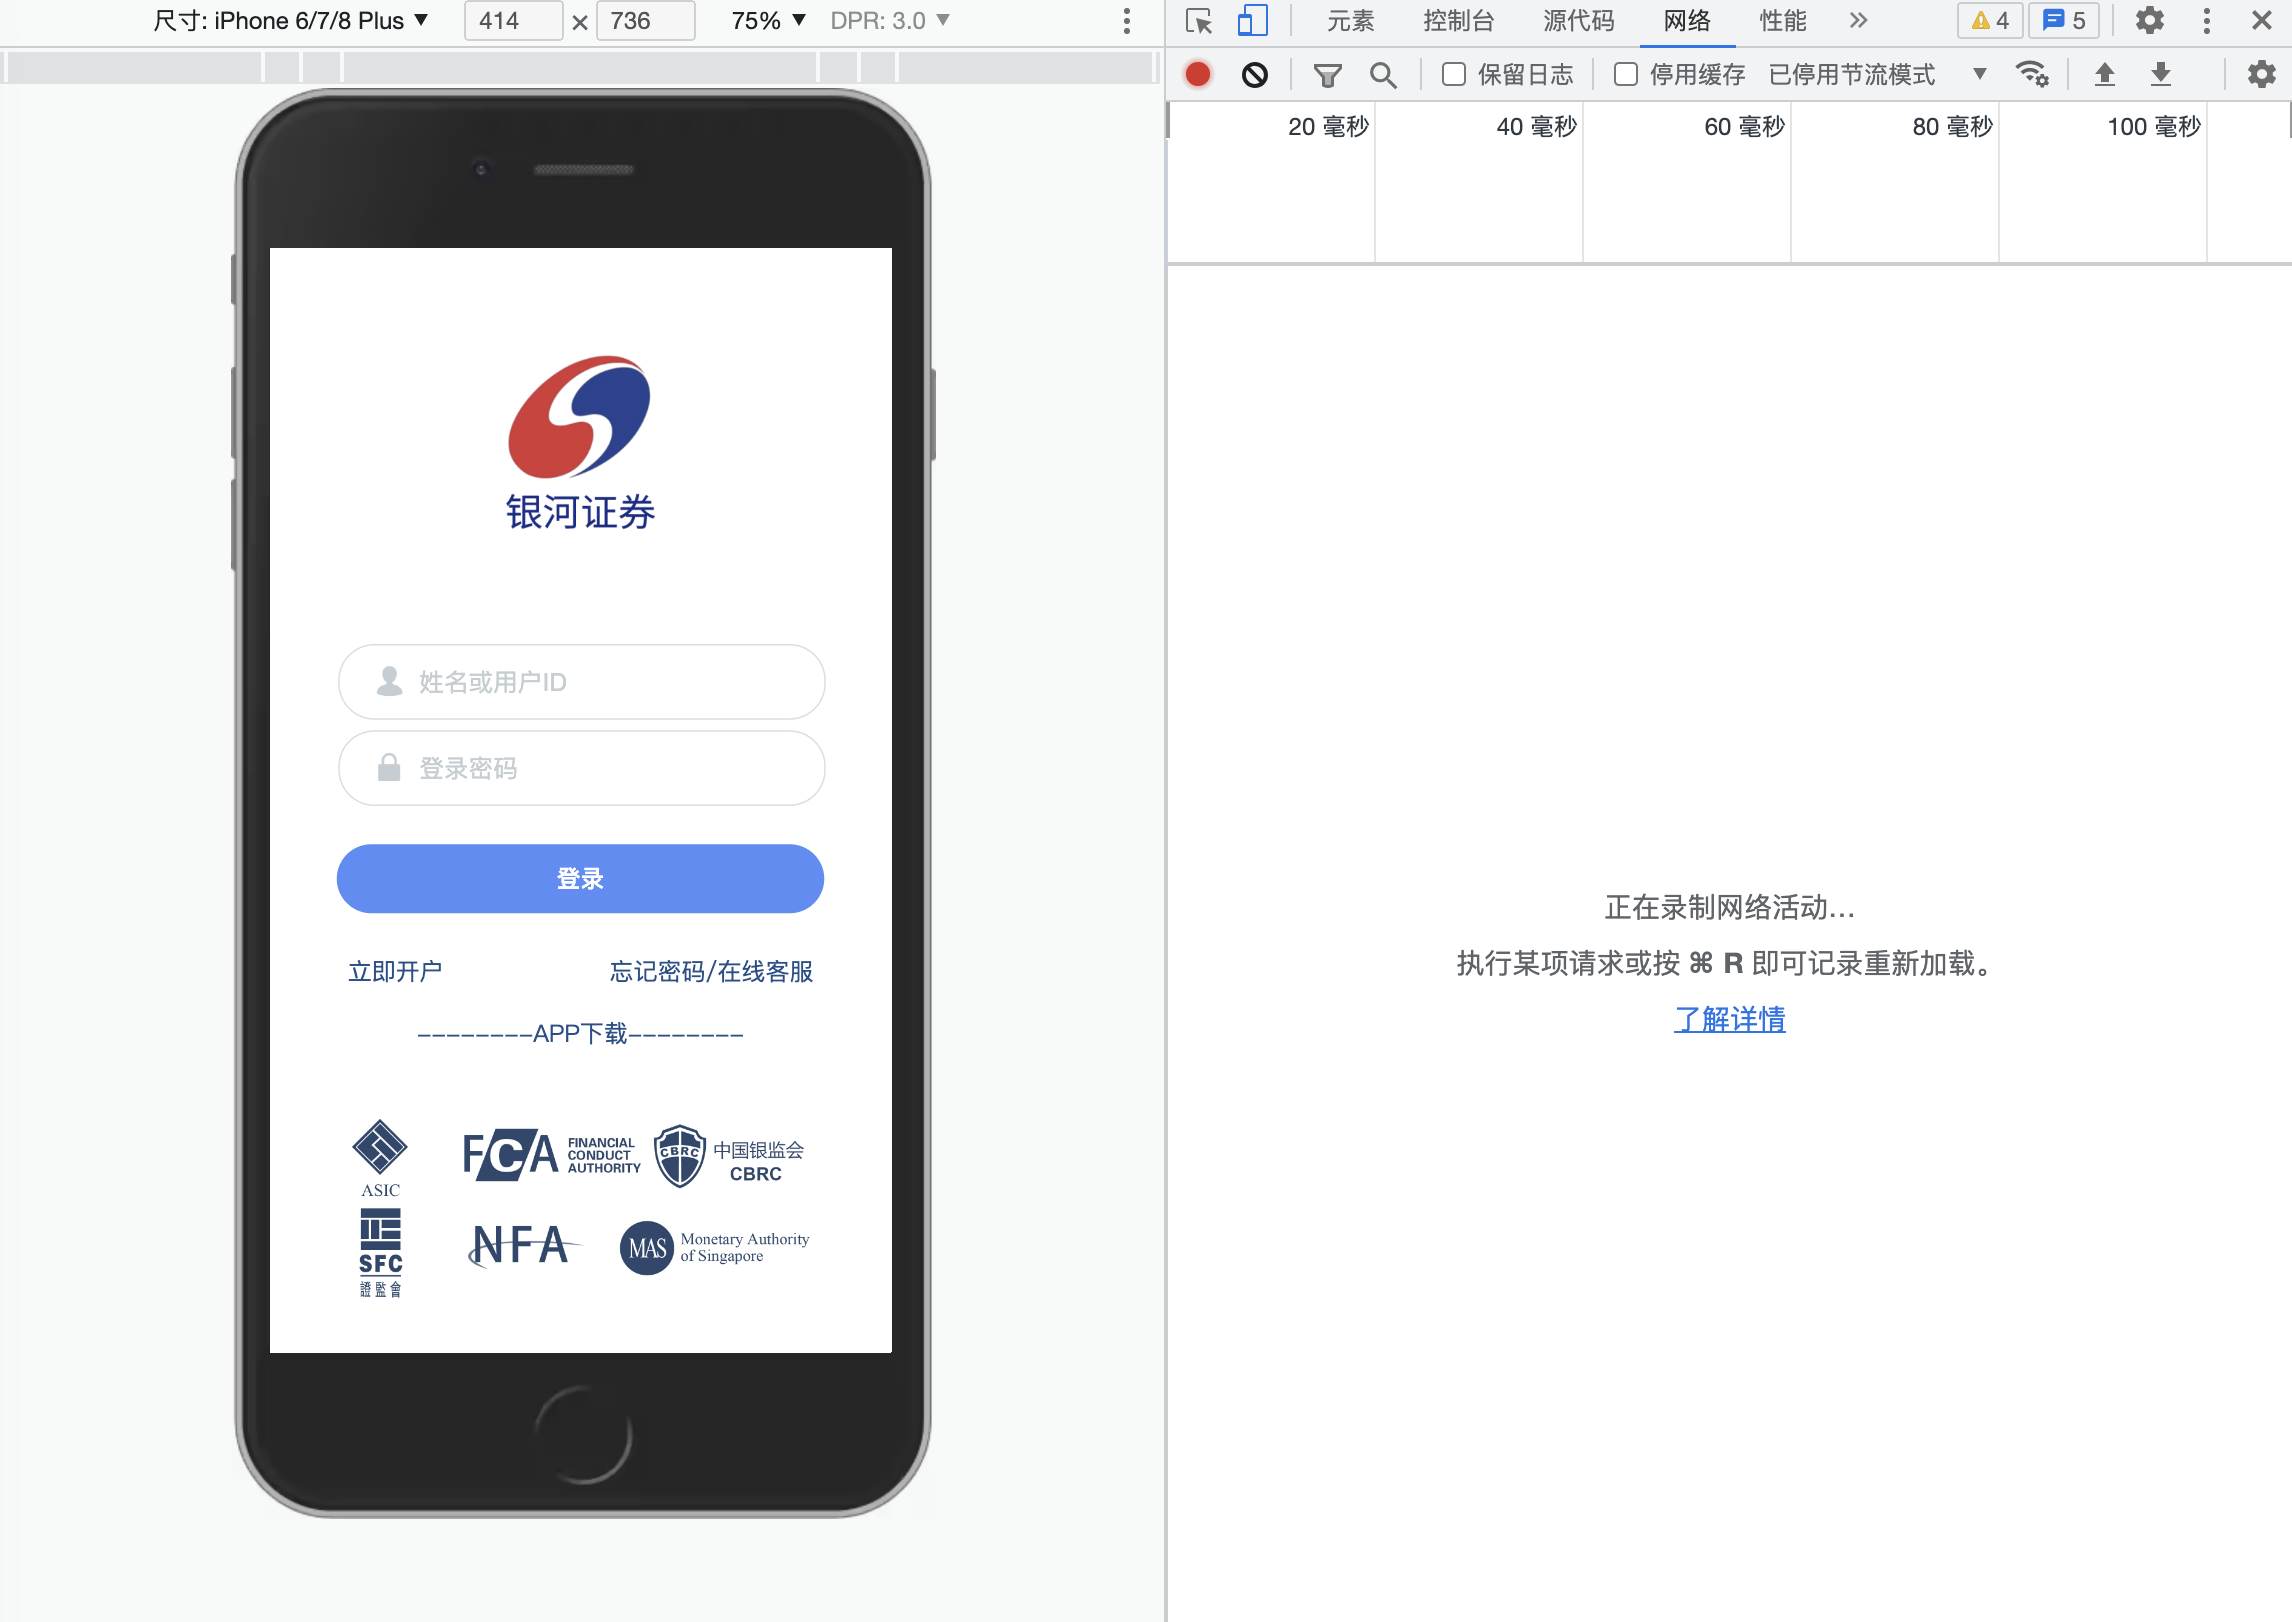 尺寸: iPhone 6/7/8 Plus ▼ 414 × 736 75% ▼ DPR: 3.0 ▼
元素 控制台 源代码 网络 性能 » 4 5
保留日志 停用缓存 已停用节流模式 ▼
20 毫秒 40 毫秒 60 毫秒 80 毫秒 100 毫秒
银河证券
姓名或用户ID
登录密码
登录
立即开户 忘记密码/在线客服
--------APP下载--------
ASIC
FCA FINANCIAL
CONDUCT
AUTHORITY
CBRC 中国银监会
CBRC
SFC
證監會
NFA
MAS Monetary Authority
of Singapore
正在录制网络活动…
执行某项请求或按 ⌘ R 即可记录重新加载。
了解详情